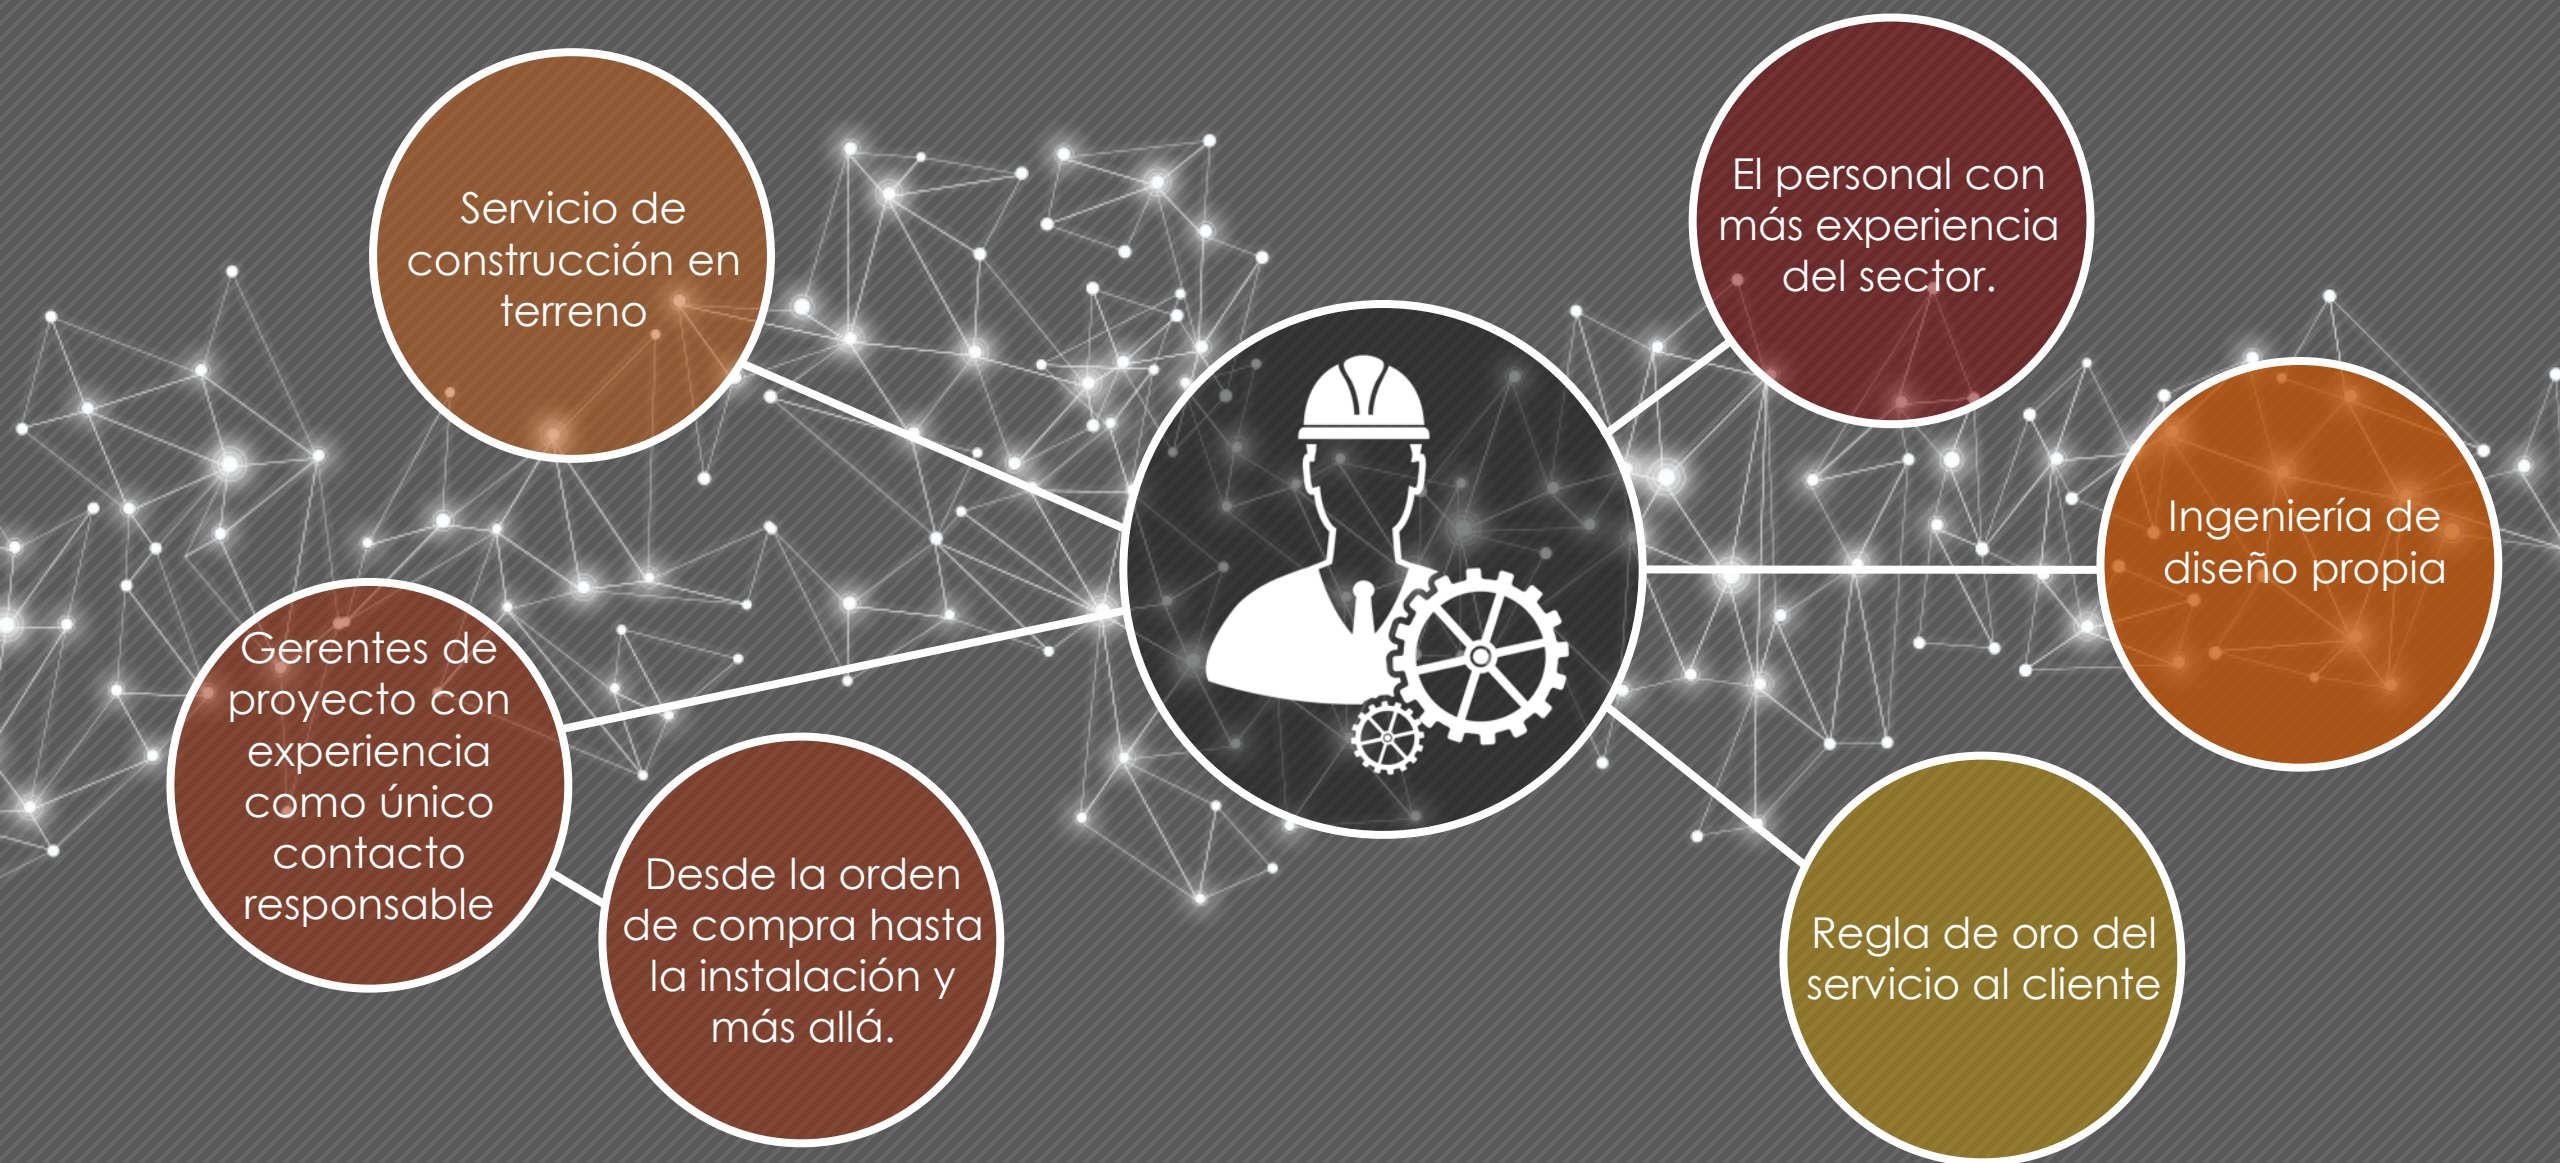 Servicio de
construcción en
terreno
El personal con
más experiencia
del sector.
Ingeniería de
diseño propia
Gerentes de
proyecto con
experiencia
como único
contacto
responsable
Desde la orden
de compra hasta
la instalación y
más allá.
Regla de oro del
servicio al cliente